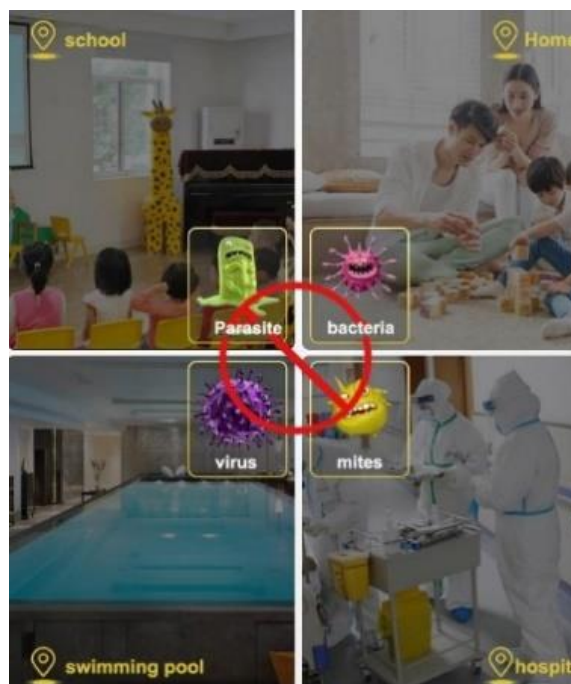 school
Home
Parasite
bacteria
virus
mites
swimming pool
hospit